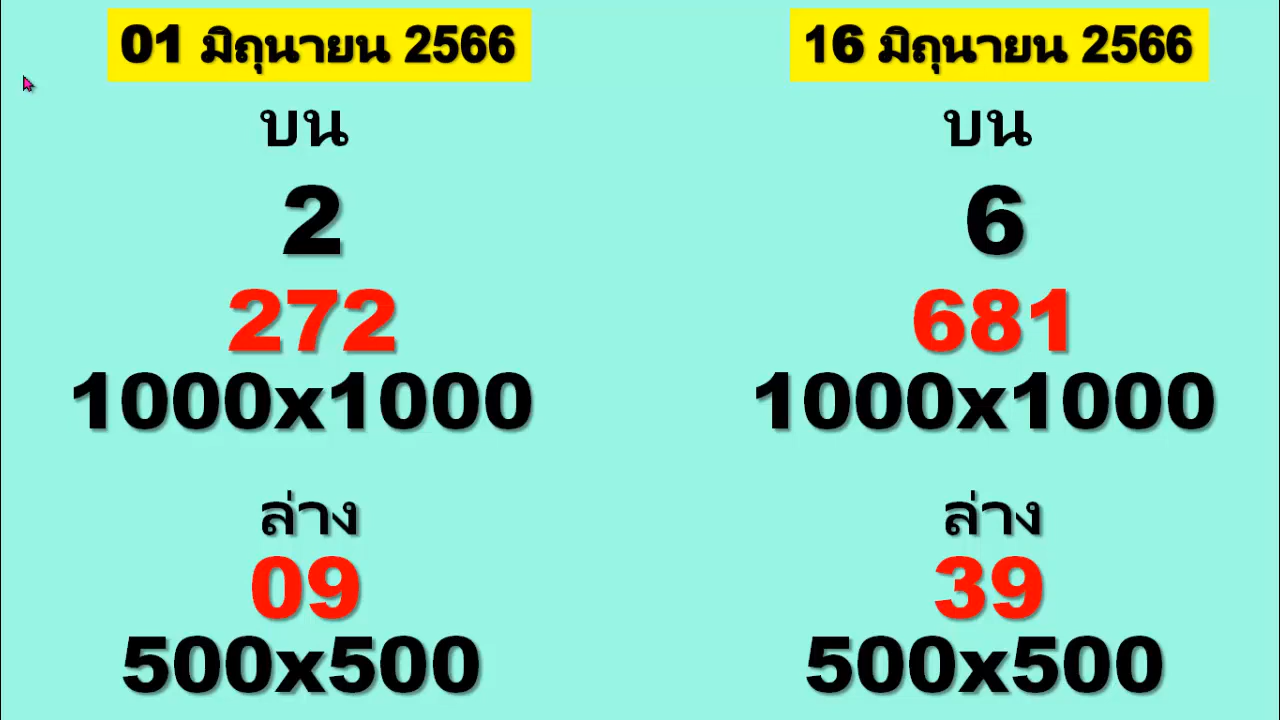 01 มิถุนายน 2566
บน
2
272
1000x1000
ล่าง
09
500x500
16 มิถุนายน 2566
บน
6
681
1000x1000
ล่าง
39
500x500